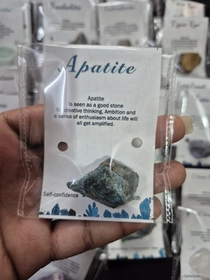 Sodalite
Apatite
Apatite
is seen as a good stone
creative thinking, Ambition and
a sense of enthusiasm about life will
all get amplified.
Self-confidence